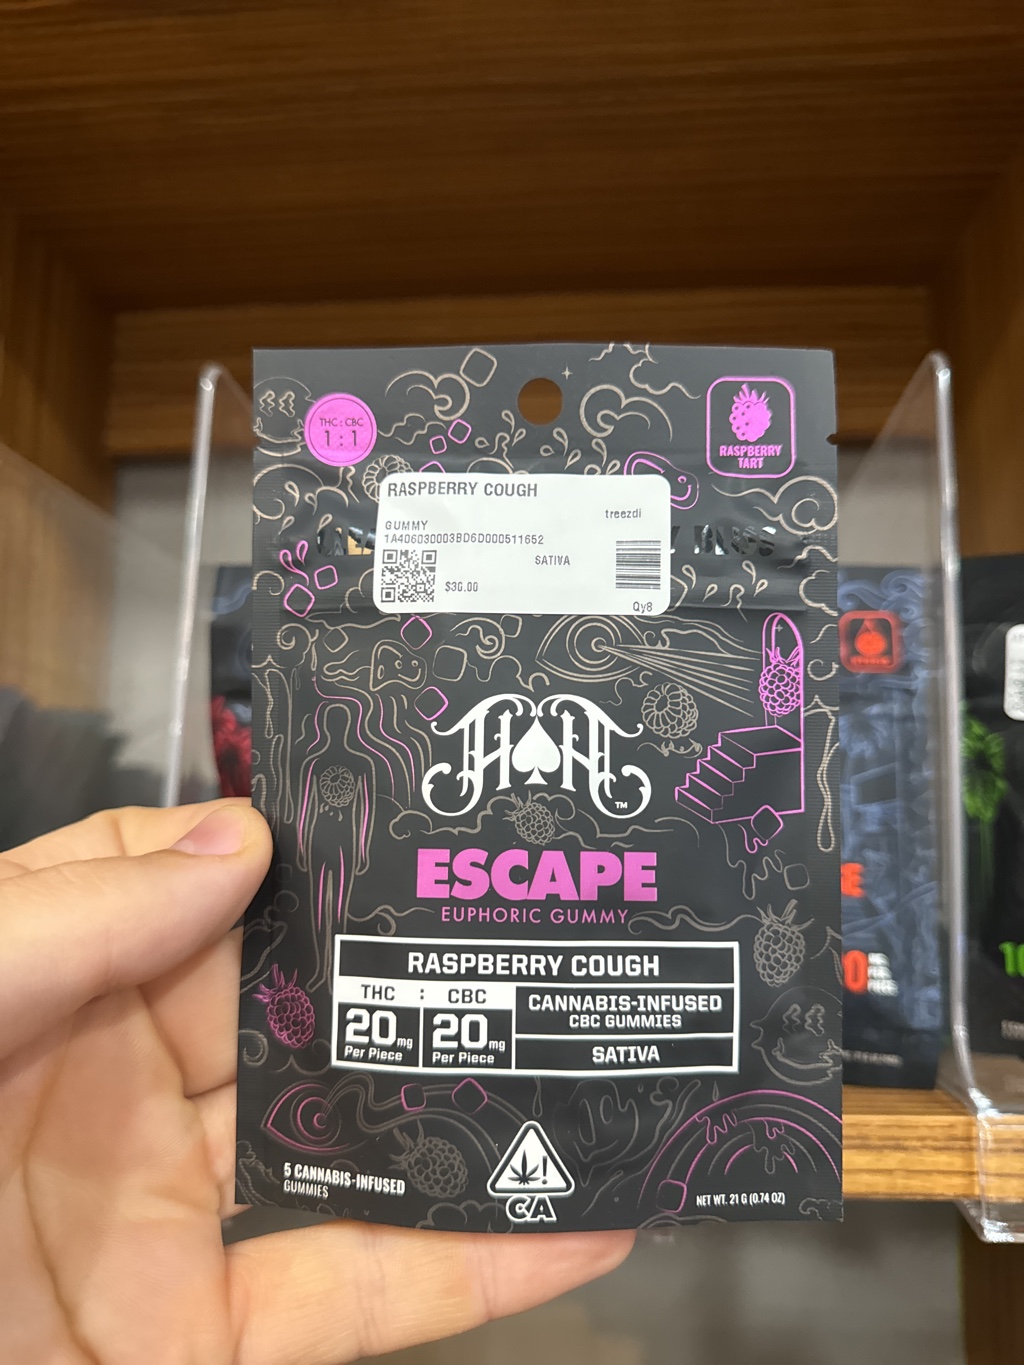 THC : CBC
1 : 1
RASPBERRY
TART
RASPBERRY COUGH
treezdi
GUMMY
1A406030003BD6D000511652
SATIVA
$30.00
Qy8
H♠H
TM
ESCAPE
EUPHORIC GUMMY
RASPBERRY COUGH
THC : CBC
20mg
Per Piece
20mg
Per Piece
CANNABIS-INFUSED
CBC GUMMIES
SATIVA
5 CANNABIS-INFUSED
GUMMIES
!
CA
NET WT. 21 G (0.74 OZ)